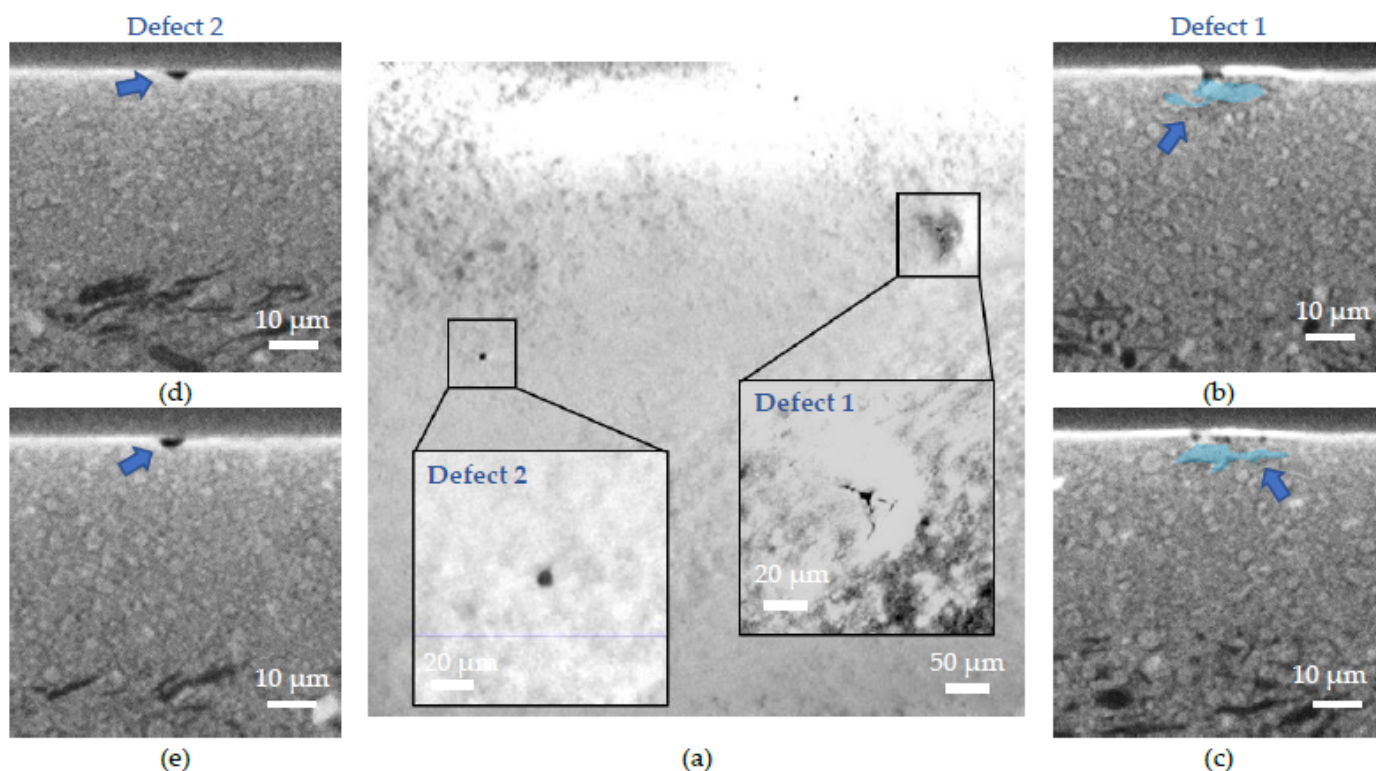 Defect 2
10 µm
(d)
10 µm
(e)
Defect 2
20 µm
Defect 1
20 µm
50 µm
(a)
Defect 1
10 µm
(b)
10 µm
(c)